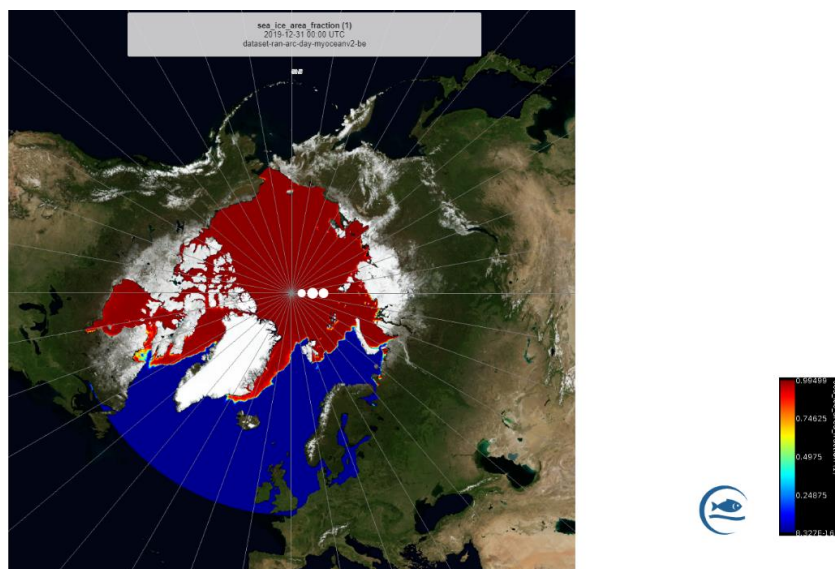 sea_ice_area_fraction (1)
2019-12-31 00:00 UTC
dataset-ran-arc-day-myoceanv2-be
0.99499
0.74625
0.4975
0.24875